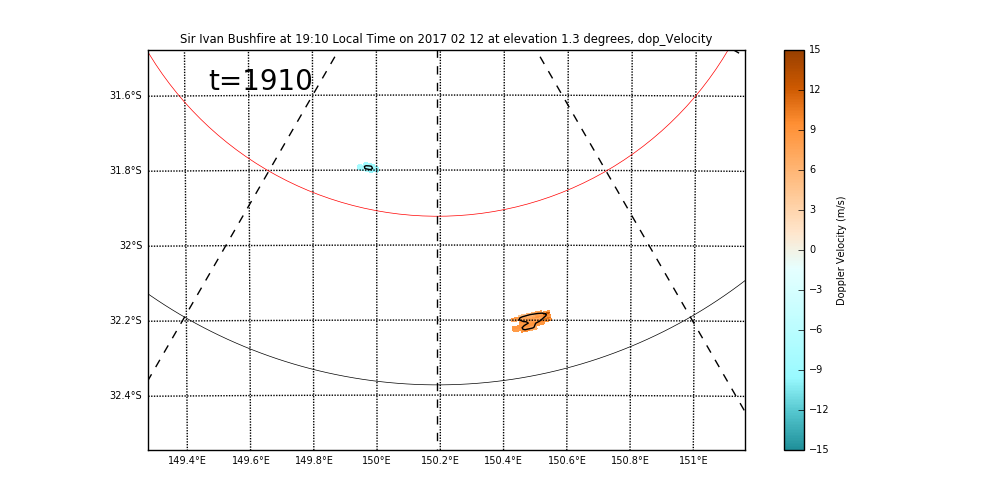 Sir Ivan Bushfire at 19:10 Local Time on 2017 02 12 at elevation 1.3 degrees, dop_Velocity
t=1910
31.6°S
31.8°S
32°S
32.2°S
32.4°S
149.4°E 149.6°E 149.8°E 150°E 150.2°E 150.4°E 150.6°E 150.8°E 151°E
15
12
9
6
3
0
−3
−6
−9
−12
−15
Doppler Velocity (m/s)